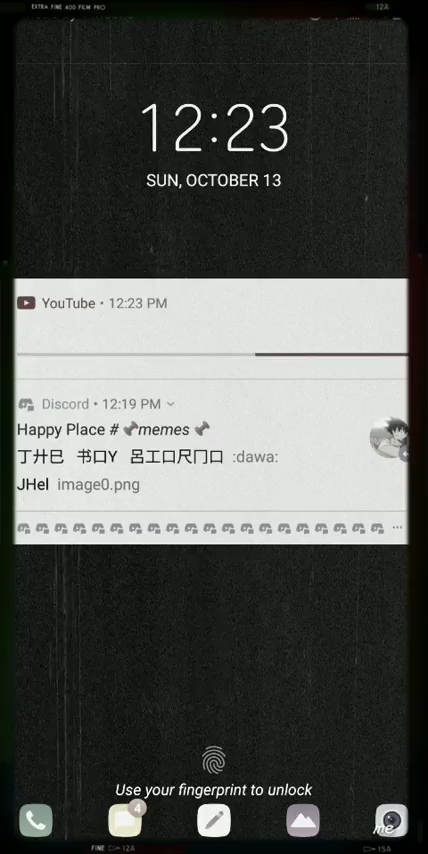 EXTRA FINE 400 FILM PRO
12A
12:23
SUN, OCTOBER 13
YouTube • 12:23 PM
Discord • 12:19 PM
Happy Place # 📌memes 📌
丁廾巳 书口Y 呂工口尺冂口 :dawa:
JHel image0.png
...
Use your fingerprint to unlock
4
me
FINE 12A
15A